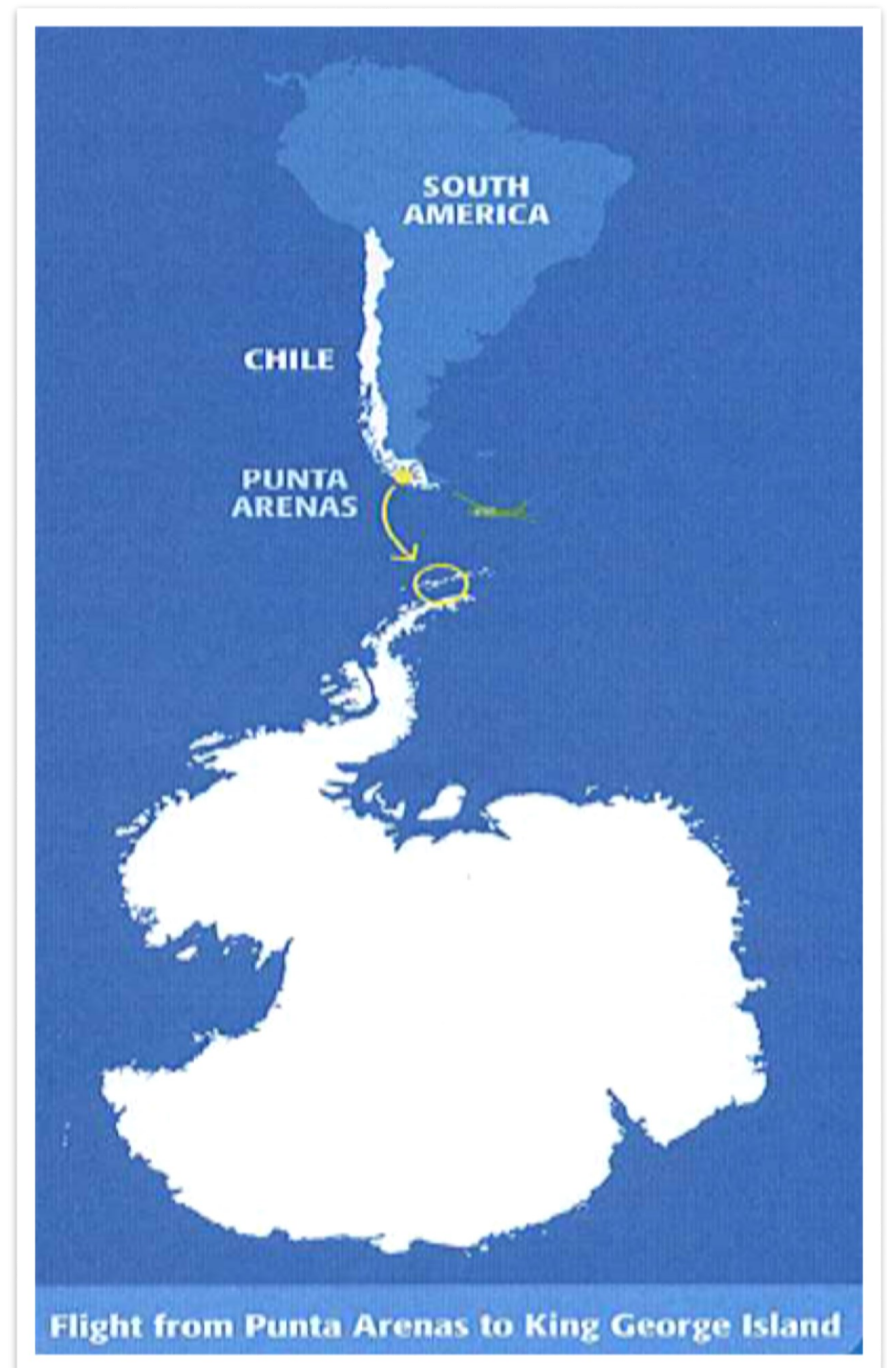 SOUTH
AMERICA
CHILE
PUNTA
ARENAS
Flight from Punta Arenas to King George Island